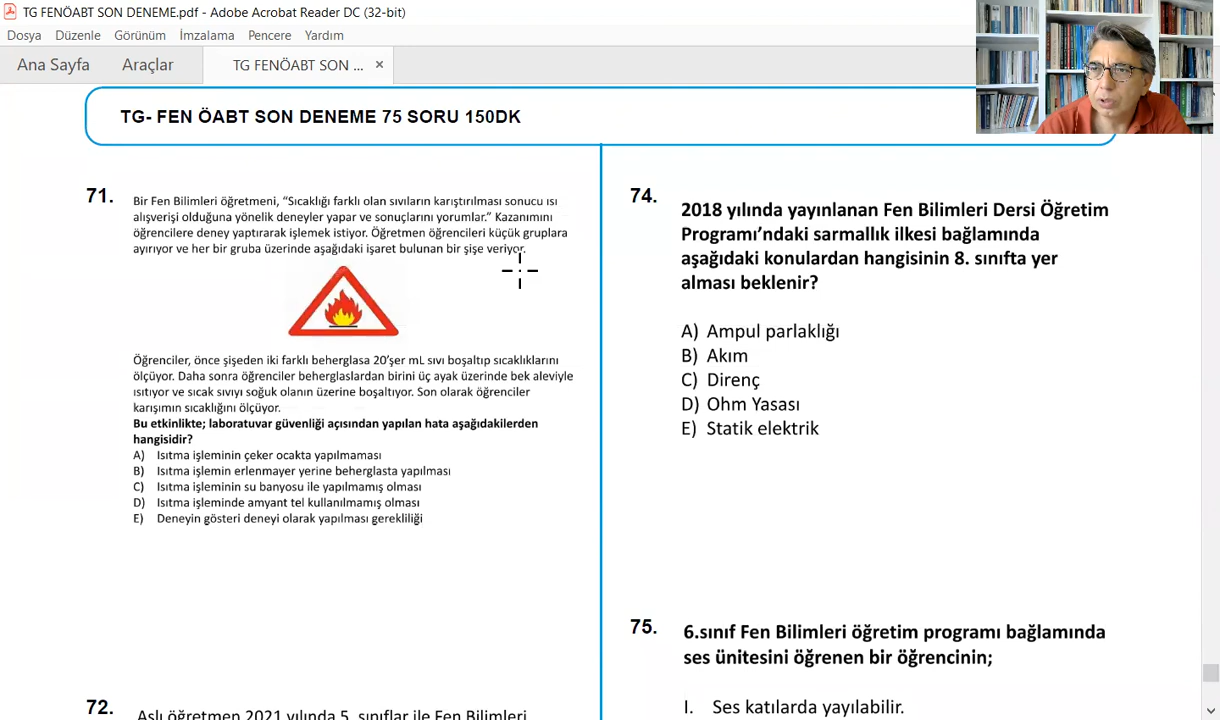 TG FENÖABT SON DENEME.pdf - Adobe Acrobat Reader DC (32-bit)
Dosya Düzenle Görünüm İmzalama Pencere Yardım
Ana Sayfa Araçlar TG FENÖABT SON ... ×
TG- FEN ÖABT SON DENEME 75 SORU 150DK
71.
Bir Fen Bilimleri öğretmeni, “Sıcaklığı farklı olan sıvıların karıştırılması sonucu ısı
alışverişi olduğuna yönelik deneyler yapar ve sonuçlarını yorumlar.” Kazanımını
öğrencilere deney yaptırarak işlemek istiyor. Öğretmen öğrencileri küçük gruplara
ayırıyor ve her bir gruba üzerinde aşağıdaki işaret bulunan bir şişe veriyor.
Öğrenciler, önce şişeden iki farklı beherglasa 20’şer mL sıvı boşaltıp sıcaklıklarını
ölçüyor. Daha sonra öğrenciler beherglaslardan birini üç ayak üzerinde bek aleviyle
ısıtıyor ve sıcak sıvıyı soğuk olanın üzerine boşaltıyor. Son olarak öğrenciler
karışımın sıcaklığını ölçüyor.
Bu etkinlikte; laboratuvar güvenliği açısından yapılan hata aşağıdakilerden
hangisidir?
A) Isıtma işleminin çeker ocakta yapılmaması
B) Isıtma işlemin erlenmayer yerine beherglasta yapılması
C) Isıtma işleminin su banyosu ile yapılmamış olması
D) Isıtma işleminde amyant tel kullanılmamış olması
E) Deneyin gösteri deneyi olarak yapılması gerekliliği
72.
Aslı öğretmen 2021 yılında 5. sınıflar ile Fen Bilimleri
74.
2018 yılında yayınlanan Fen Bilimleri Dersi Öğretim
Programı’ndaki sarmallık ilkesi bağlamında
aşağıdaki konulardan hangisinin 8. sınıfta yer
alması beklenir?
A) Ampul parlaklığı
B) Akım
C) Direnç
D) Ohm Yasası
E) Statik elektrik
75.
6.sınıf Fen Bilimleri öğretim programı bağlamında
ses ünitesini öğrenen bir öğrencinin;
I. Ses katılarda yayılabilir.